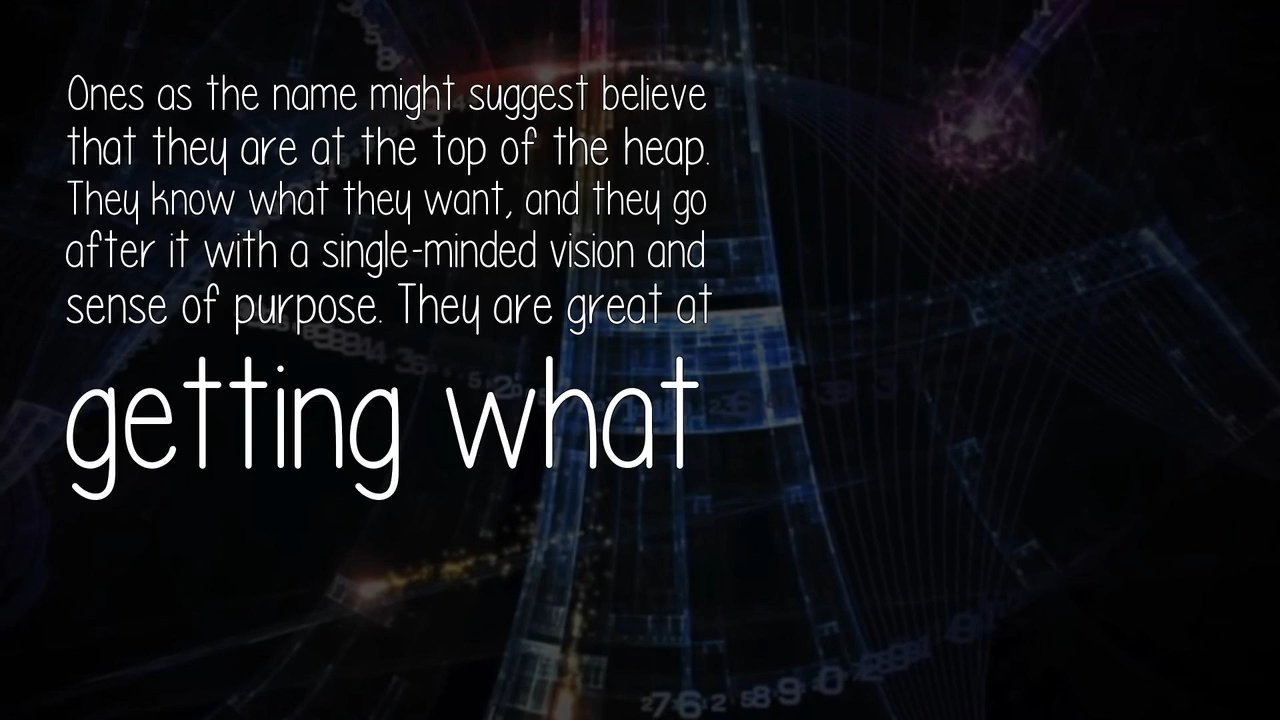 Ones as the name might suggest believe
that they are at the top of the heap.
They know what they want, and they go
after it with a single-minded vision and
sense of purpose. They are great at
getting what